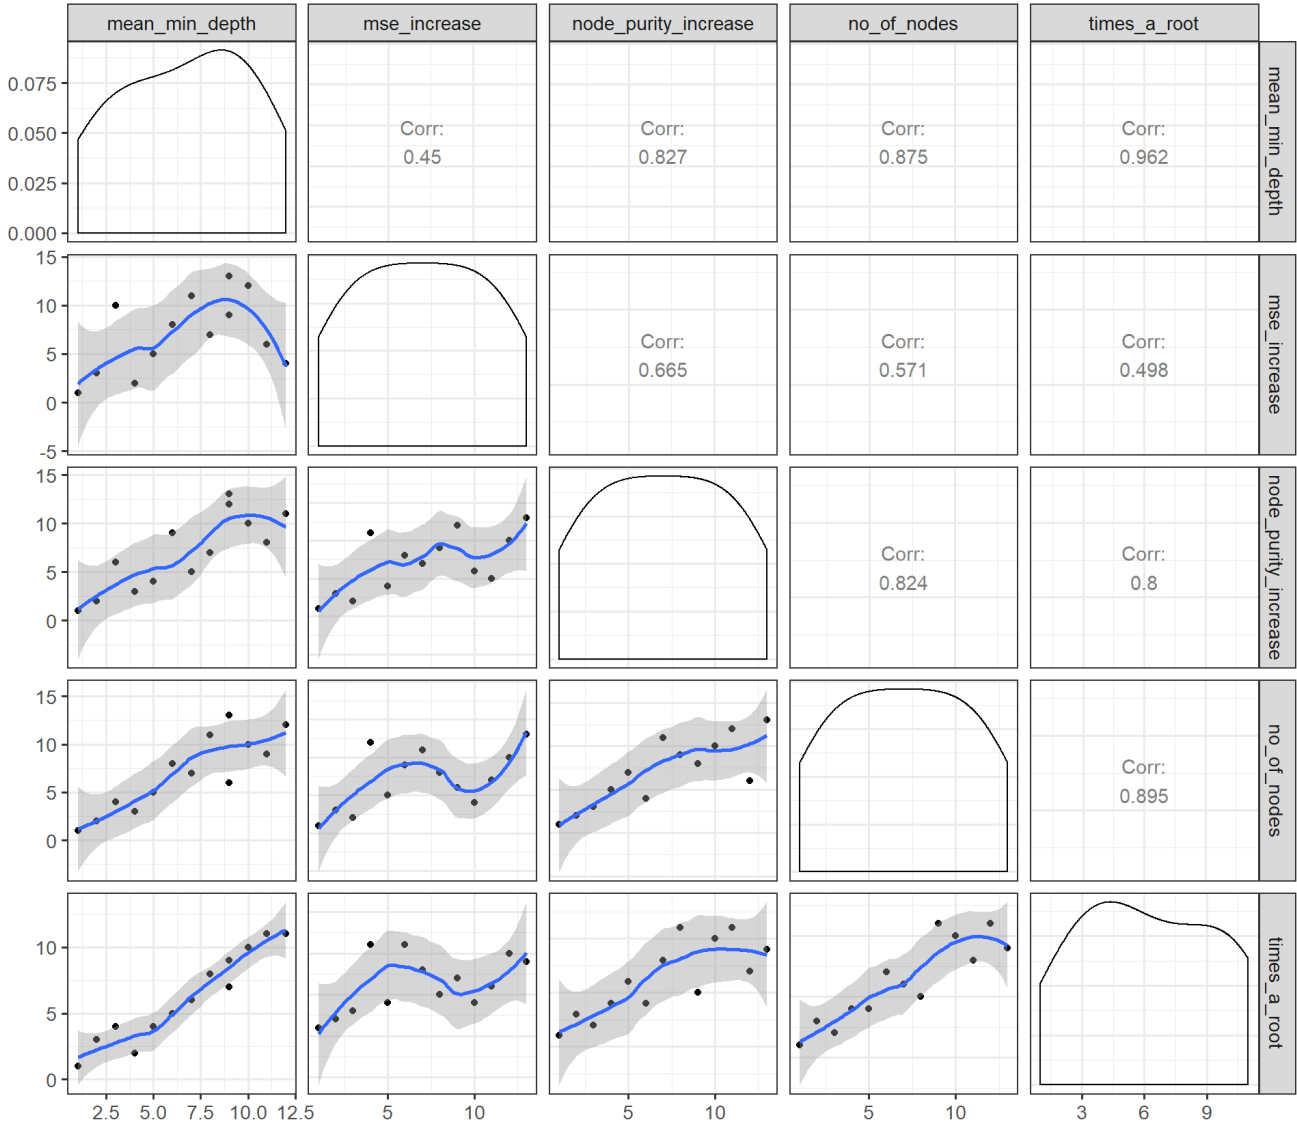 mean_min_depth mse_increase node_purity_increase no_of_nodes times_a_root
0.075
0.050
0.025
0.000
Corr:
0.45
Corr:
0.827
Corr:
0.875
Corr:
0.962
mean_min_depth
15
10
5
0
-5
Corr:
0.665
Corr:
0.571
Corr:
0.498
mse_increase
15
10
5
0
Corr:
0.824
Corr:
0.8
node_purity_increase
15
10
5
0
Corr:
0.895
no_of_nodes
10
5
0
times_a_root
2.5 5.0 7.5 10.0 12.5 5 10 5 10 5 10 3 6 9